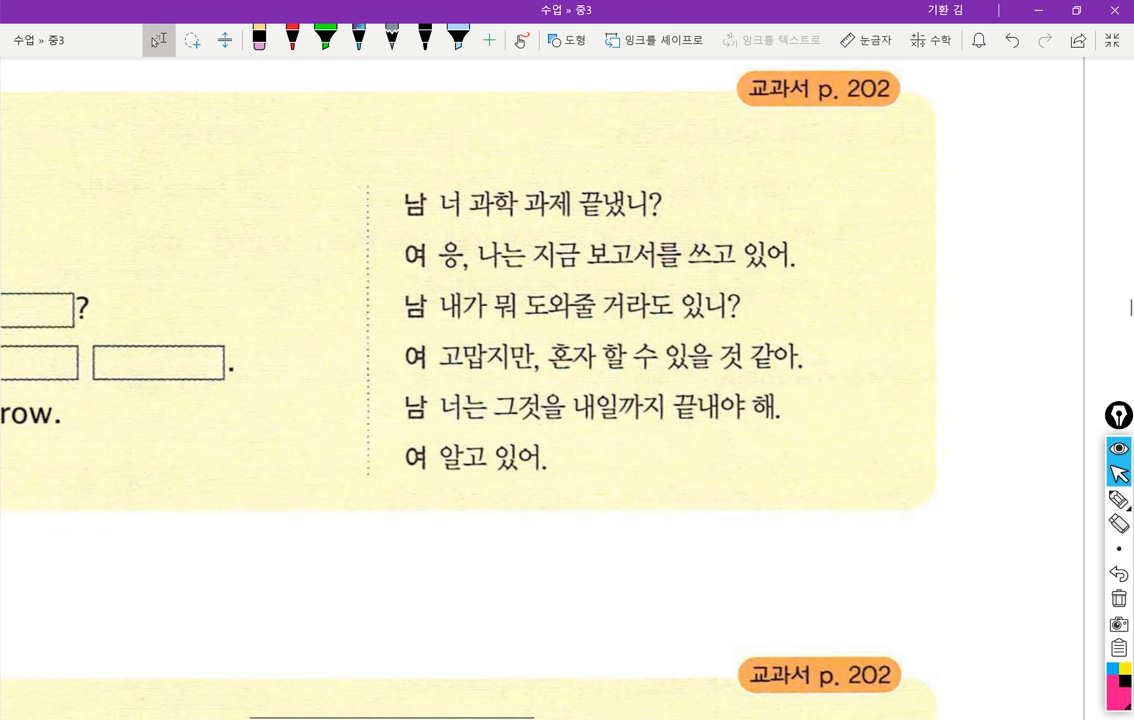 수업 » 중3
기환 김
수업 » 중3
도형
잉크를 셰이프로
잉크를 텍스트로
눈금자
수학
교과서 p. 202
남 너 과학 과제 끝냈니?
여 응, 나는 지금 보고서를 쓰고 있어.
?
남 내가 뭐 도와줄 거라도 있니?
.
여 고맙지만, 혼자 할 수 있을 것 같아.
row.
남 너는 그것을 내일까지 끝내야 해.
여 알고 있어.
교과서 p. 202